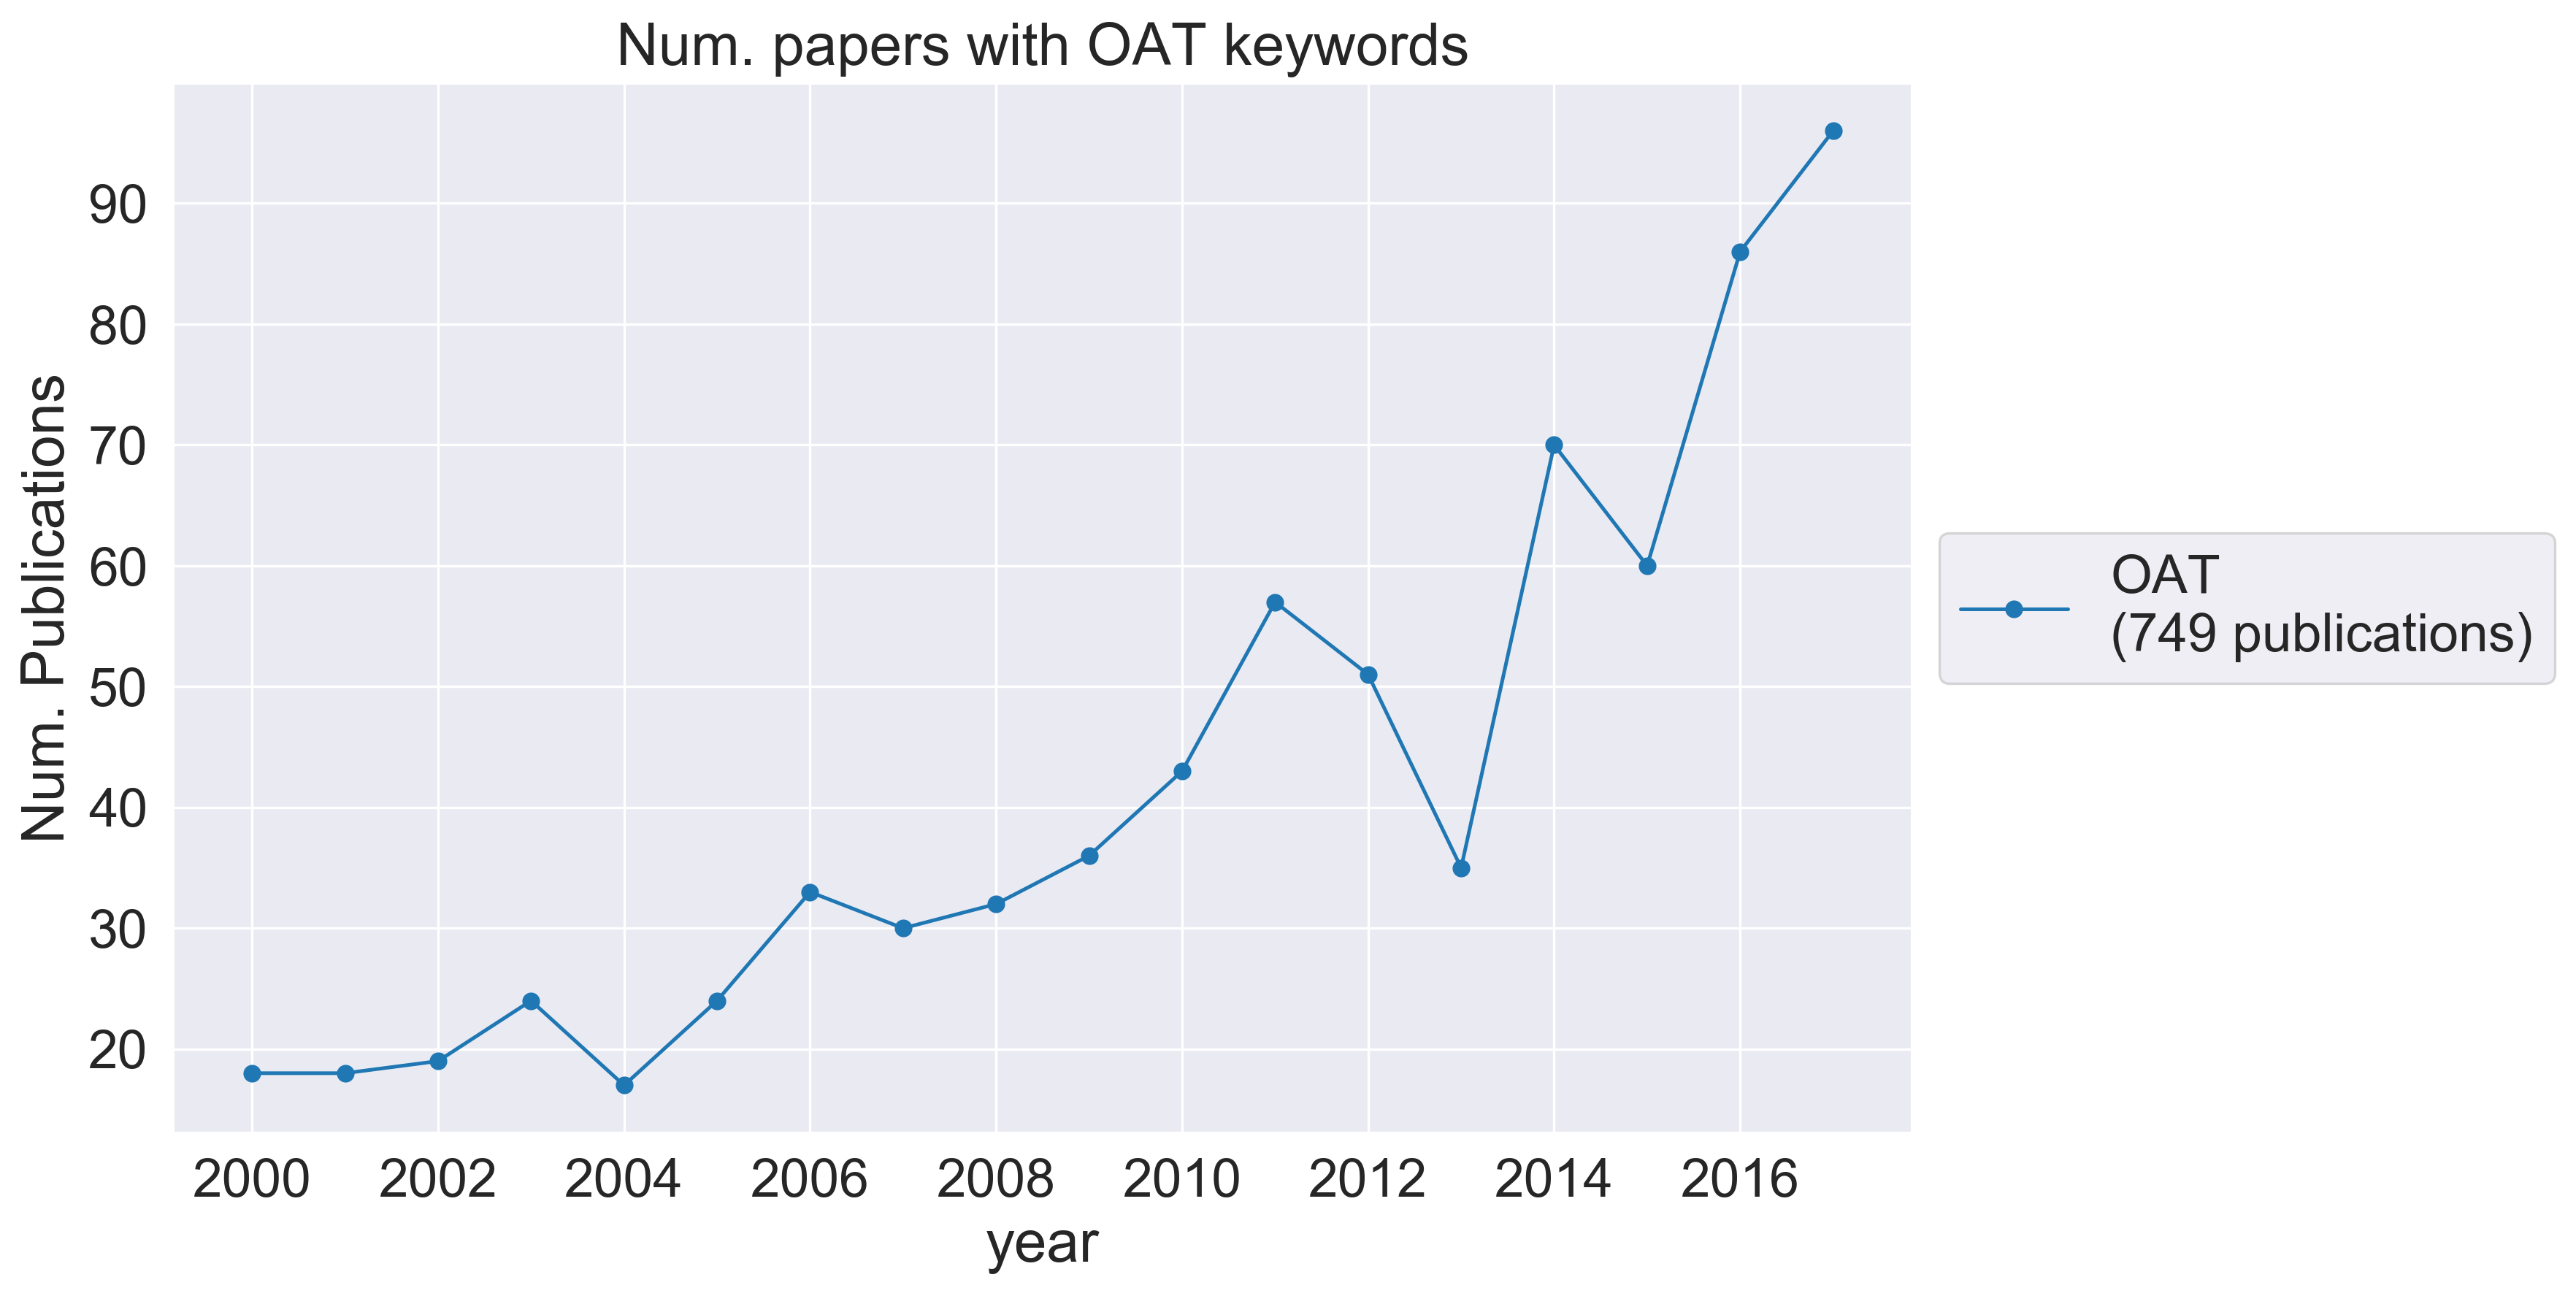 Num. papers with OAT keywords
Num. Publications
90
80
70
60
50
40
30
20
2000 2002 2004 2006 2008 2010 2012 2014 2016
year
OAT
(749 publications)